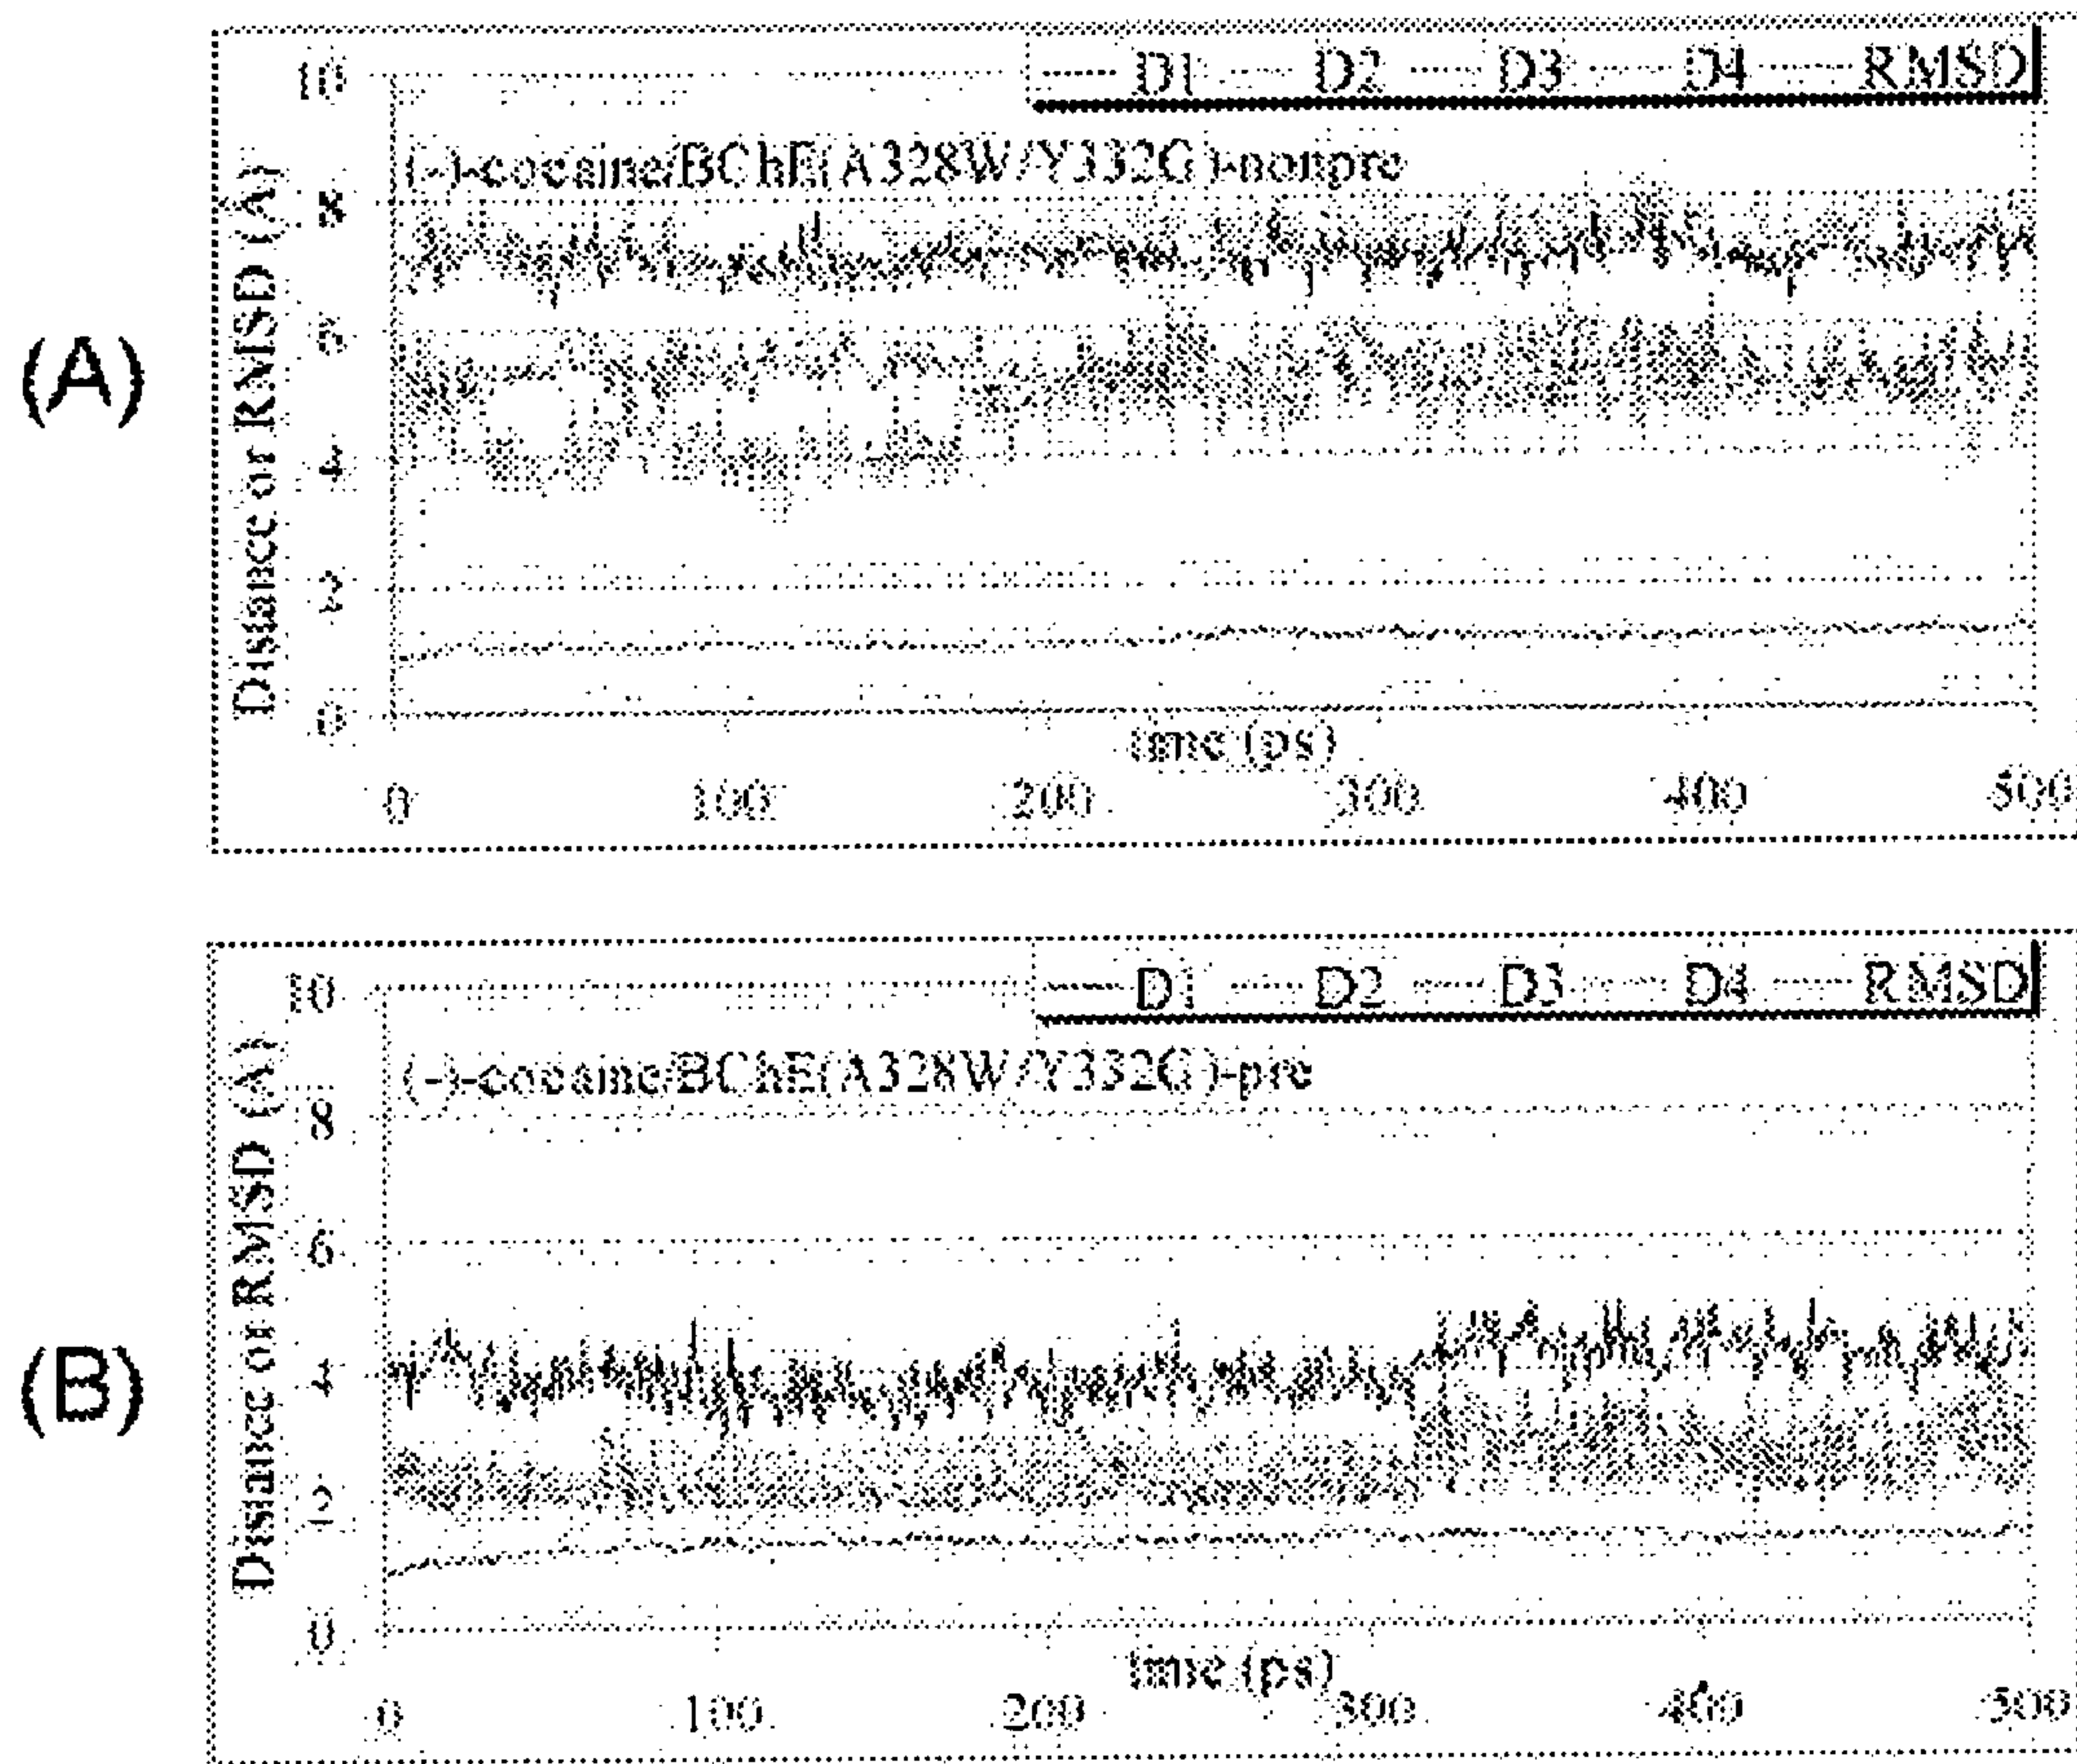 (A)
D1 D2 D3 D4 RMSD
(-)-cocaine/BChE(A328W/Y332G)-nonpre
Distance or RMSD (Å)
10
8
6
4
2
0
time (ps)
0 100 200 300 400 500
(B)
D1 D2 D3 D4 RMSD
(-)-cocaine/BChE(A328W/Y332G)-pre
Distance or RMSD (Å)
10
8
6
4
2
0
time (ps)
0 100 200 300 400 500